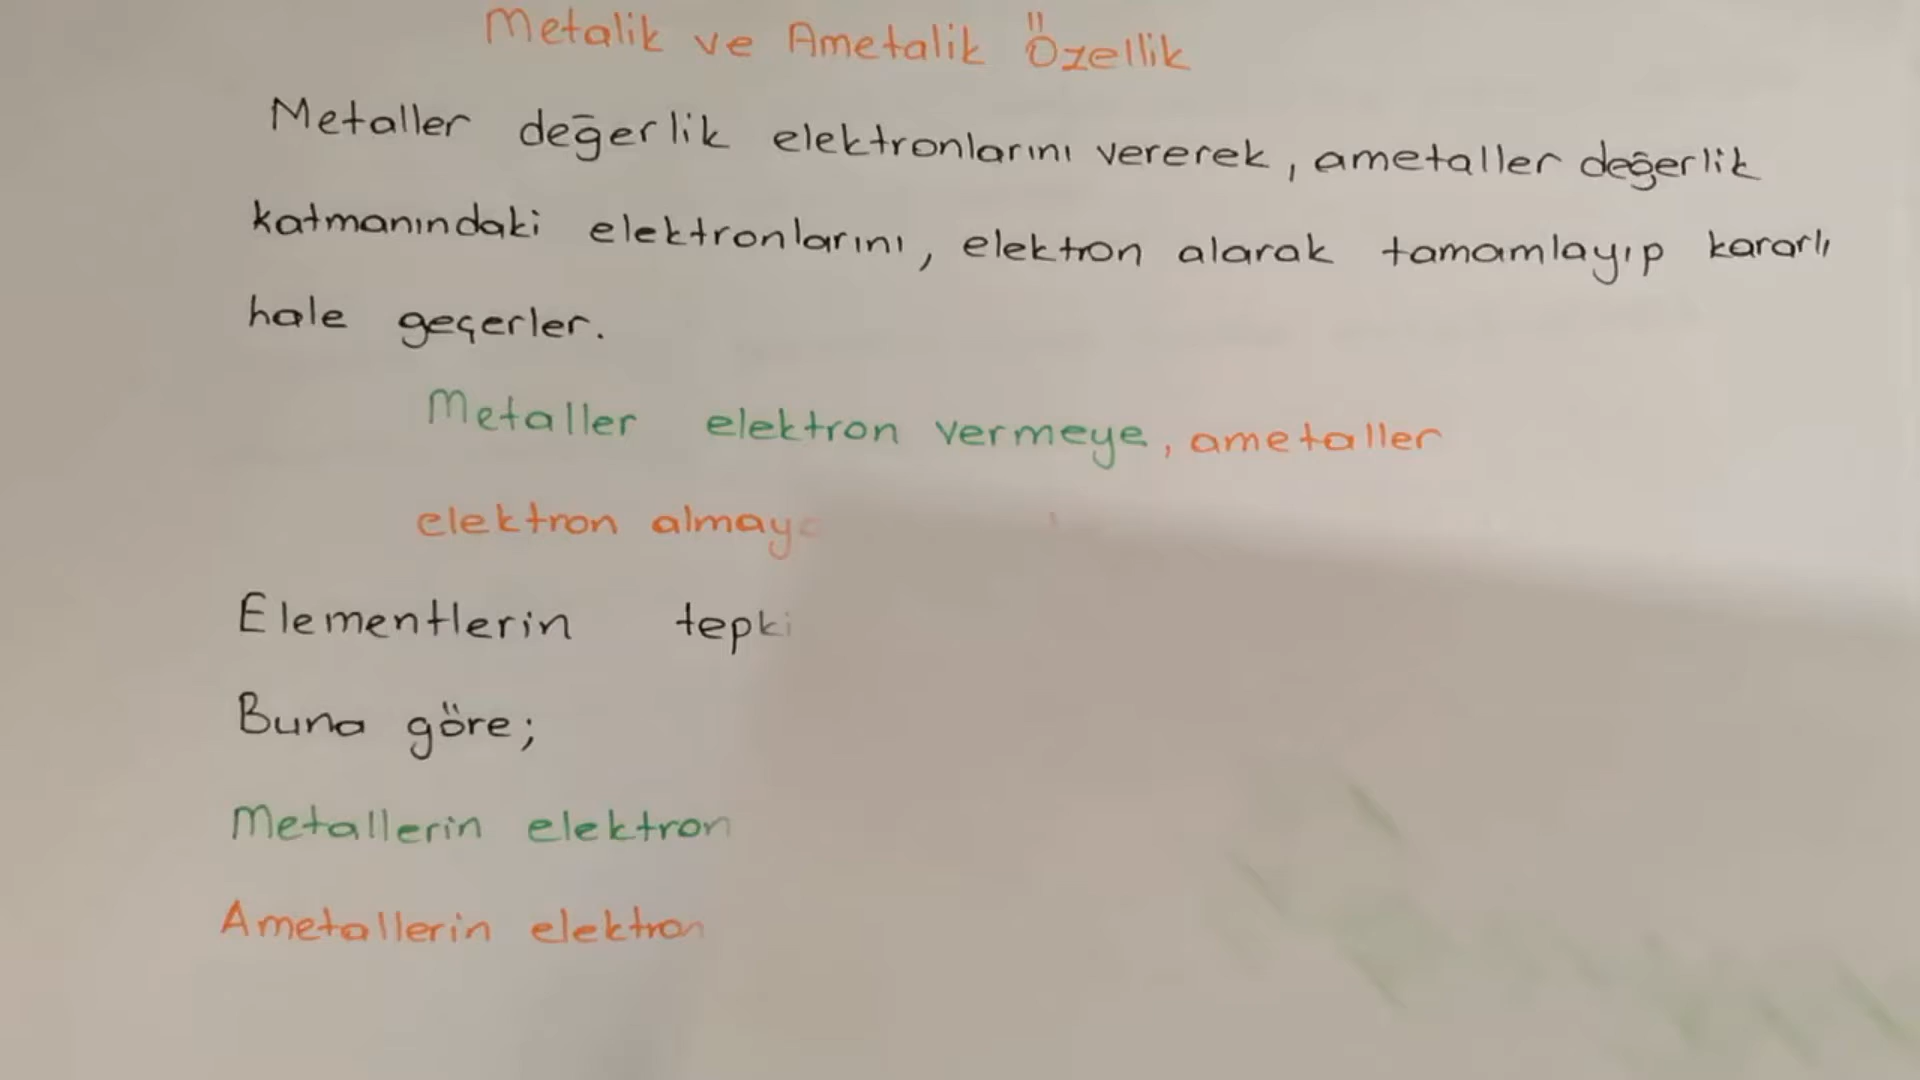 Metalik ve Ametalik Özellik
Metaller değerlik elektronlarını vererek, ametaller değerlik
katmanındaki elektronlarını, elektron alarak tamamlayıp kararlı
hale geçerler.
Metaller elektron vermeye, ametaller
elektron almaya
Elementlerin tepki
Buna göre;
Metallerin elektron
Ametallerin elektron